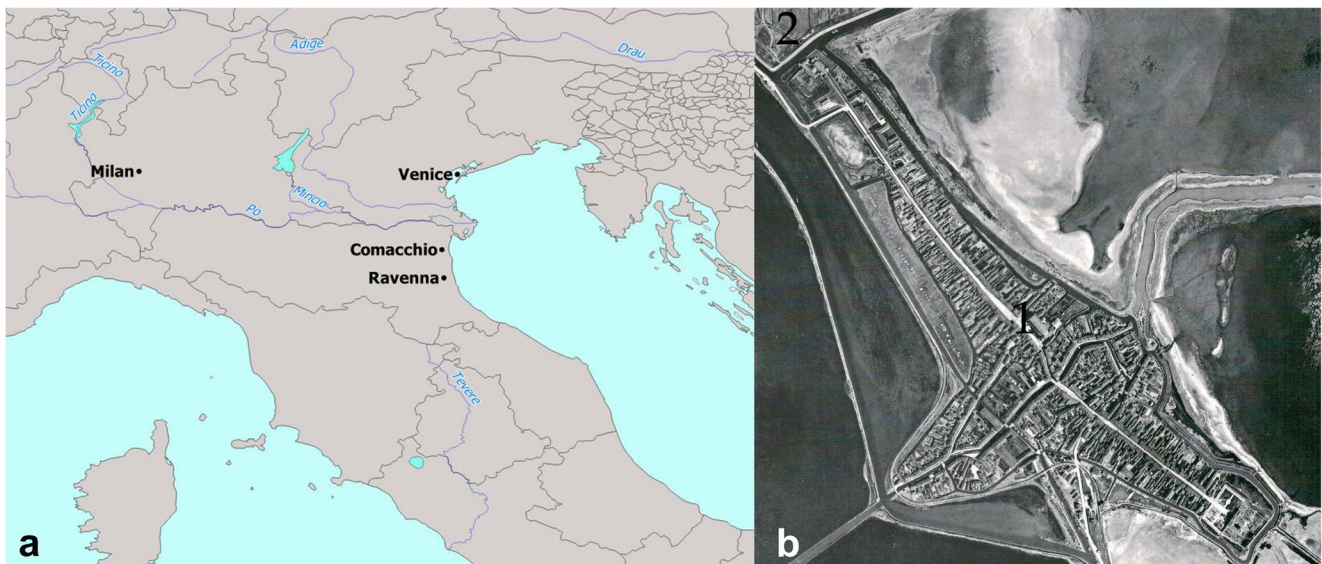 Adige
Drau
Ticino
Ticino
Milan
Venice
Mincio
Po
Comacchio
Ravenna
Tevere
a
2
1
b